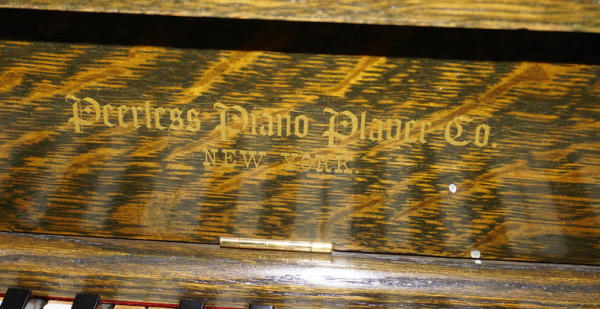 Peerless Piano Player Co.
NEW YORK.